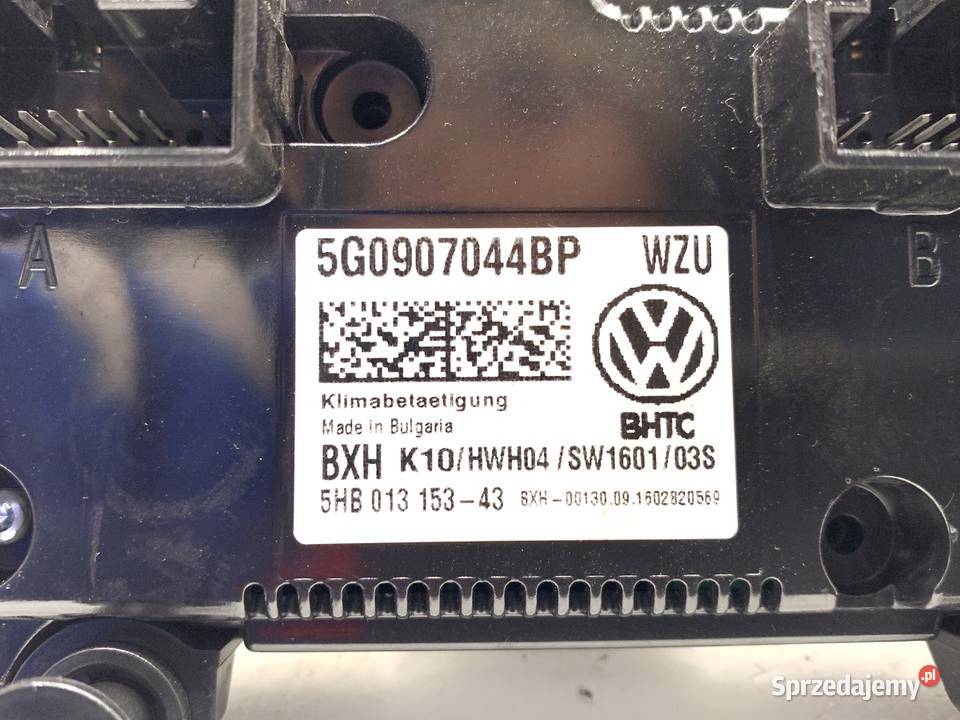 A
B
5G0907044BP WZU
Klimabetaetigung
Made in Bulgaria
BHTC
BXH K10/HWH04/SW1601/03S
5HB 013 153-43 BXH-00130.09.1602820569
Sprzedajemy.pl